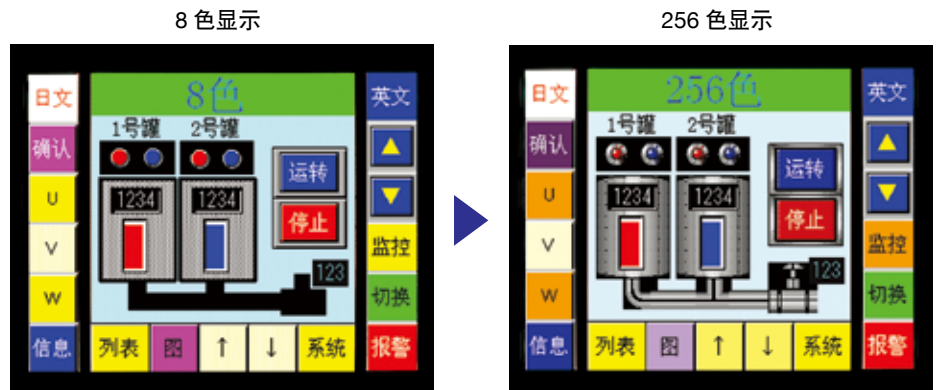 8 色显示
256 色显示
8色
日文
英文
1号罐 2号罐
确认
运转
U
1234 1234
停止
V
监控
123
W
切换
信息
列表
图
↑
↓
系统
报警
256色
日文
英文
1号罐 2号罐
确认
运转
U
1234 1234
停止
V
监控
123
W
切换
信息
列表
图
↑
↓
系统
报警